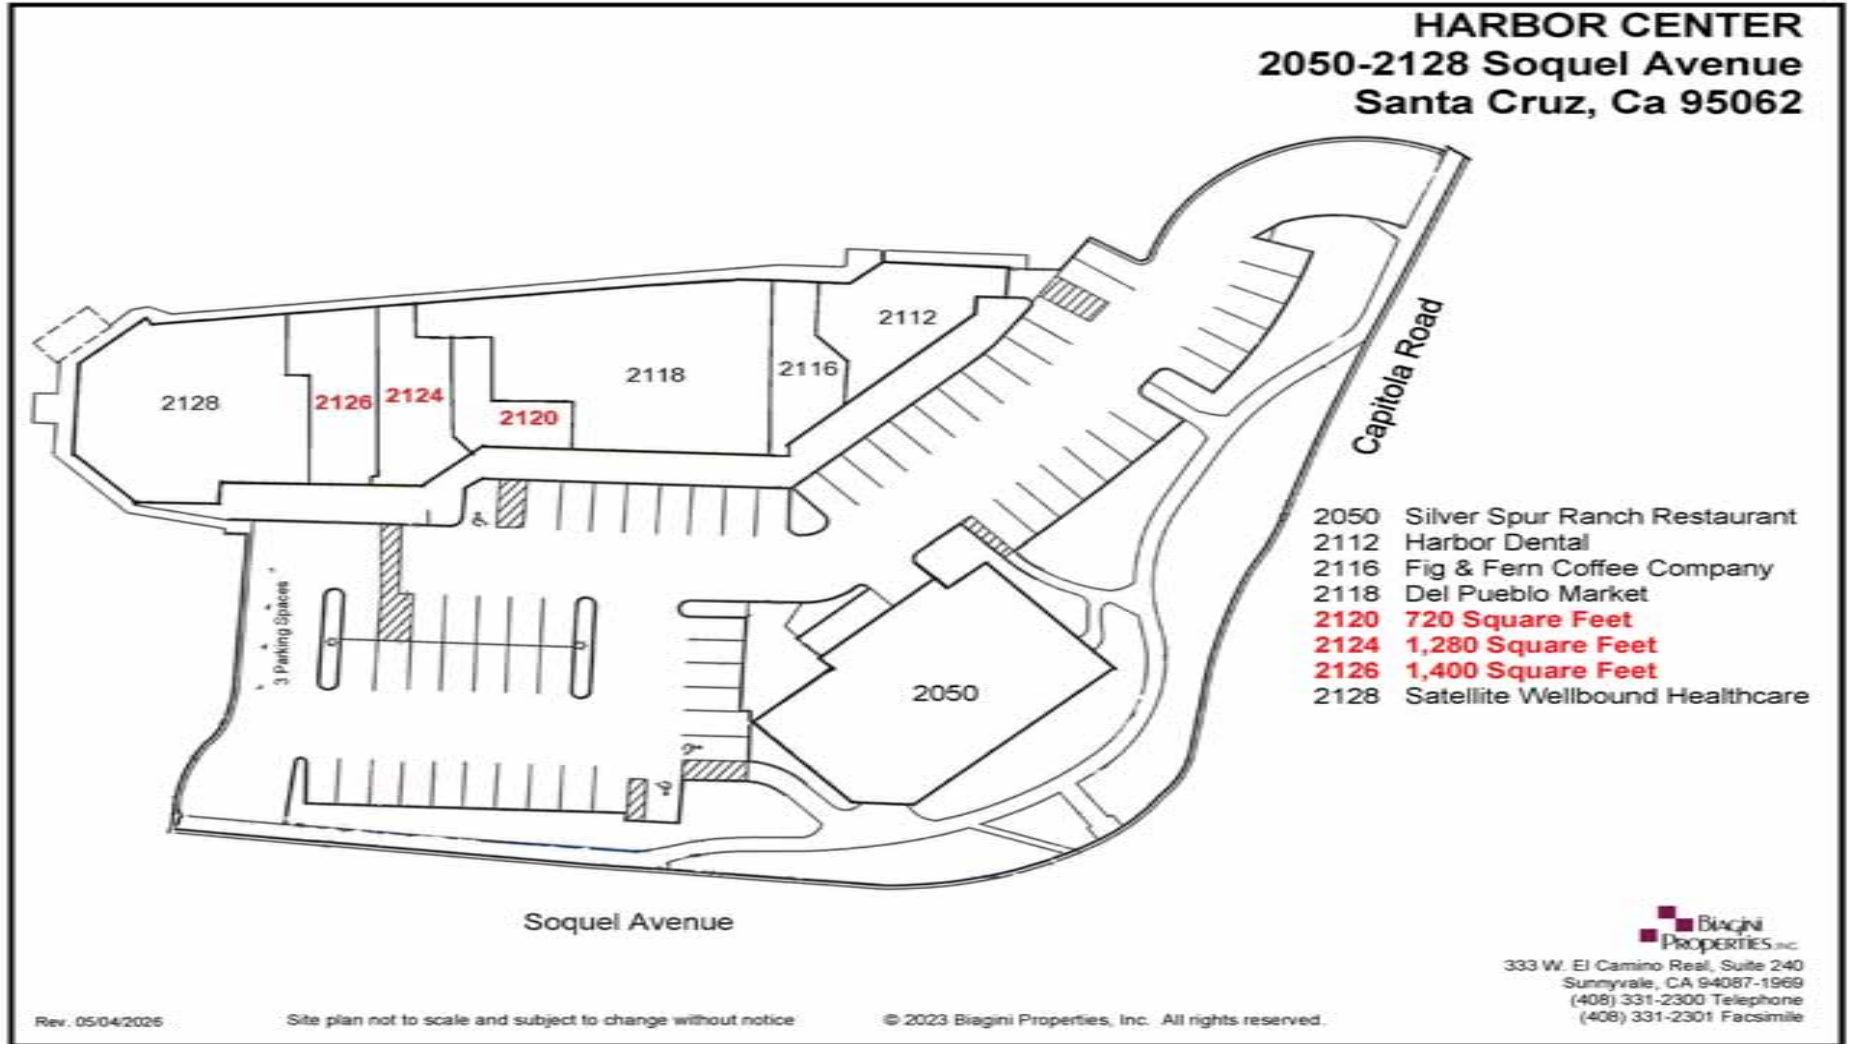 HARBOR CENTER
2050-2128 Soquel Avenue
Santa Cruz, Ca 95062
2112
2118
2116
2128
2126
2124
2120
Capitola Road
3 Parking Spaces
2050
2050 Silver Spur Ranch Restaurant
2112 Harbor Dental
2116 Fig & Fern Coffee Company
2118 Del Pueblo Market
2120 720 Square Feet
2124 1,280 Square Feet
2126 1,400 Square Feet
2128 Satellite Wellbound Healthcare
Soquel Avenue
BIAGINI
PROPERTIES, INC.
333 W. El Camino Real, Suite 240
Sunnyvale, CA 94087-1969
(408) 331-2300 Telephone
(408) 331-2301 Facsimile
Rev. 05/04/2026
Site plan not to scale and subject to change without notice
© 2023 Biagini Properties, Inc. All rights reserved.